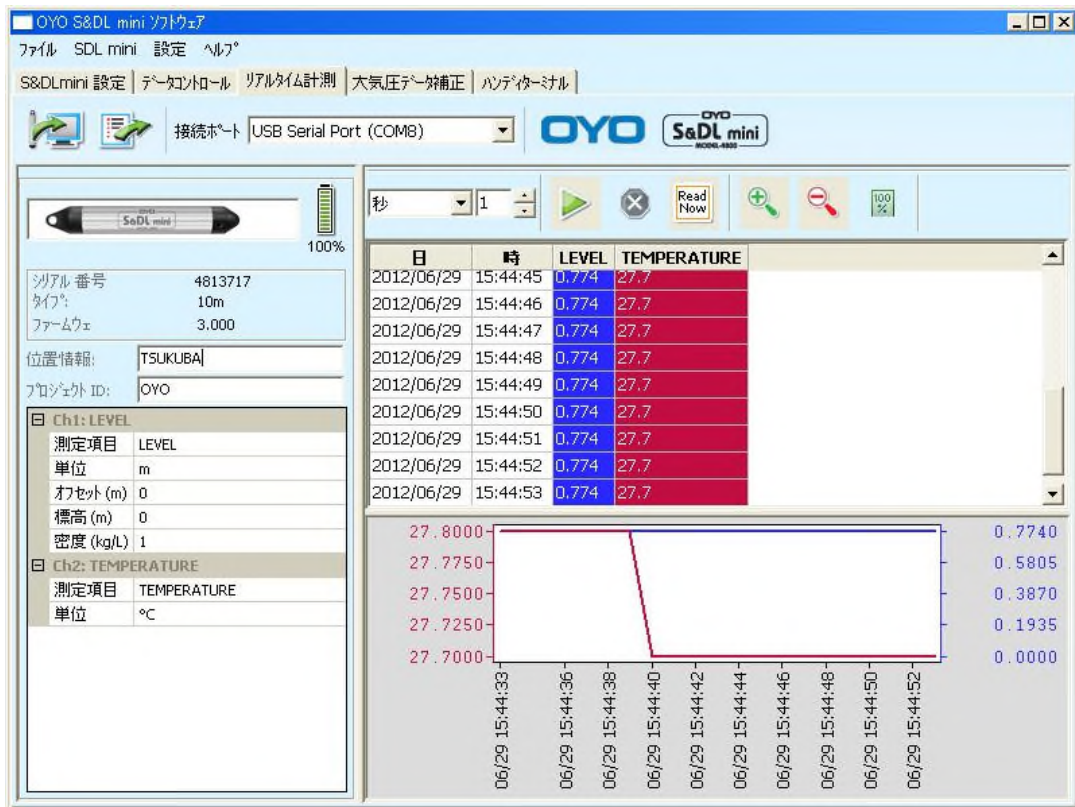 OYO S&DL mini ソフトウェア
ファイル SDL mini 設定 ヘルプ
S&DLmini 設定 データコントロール リアルタイム計測 大気圧データ補正 ハンディターミナル
接続ポート USB Serial Port (COM8) OYO OYO S&DL mini MODEL-4800
S&DL mini
100%
シリアル 番号 4813717
タイプ: 10m
ファームウェ 3.000
位置情報: TSUKUBA
プロジェクト ID: OYO
Ch1: LEVEL
測定項目 LEVEL
単位 m
オフセット (m) 0
標高 (m) 0
密度 (kg/L) 1
Ch2: TEMPERATURE
測定項目 TEMPERATURE
単位 °C
秒 1 Read Now 100 %
日 時 LEVEL TEMPERATURE
2012/06/29 15:44:45 0.774 27.7
2012/06/29 15:44:46 0.774 27.7
2012/06/29 15:44:47 0.774 27.7
2012/06/29 15:44:48 0.774 27.7
2012/06/29 15:44:49 0.774 27.7
2012/06/29 15:44:50 0.774 27.7
2012/06/29 15:44:51 0.774 27.7
2012/06/29 15:44:52 0.774 27.7
2012/06/29 15:44:53 0.774 27.7
27.8000 0.7740
27.7750 0.5805
27.7500 0.3870
27.7250 0.1935
27.7000 0.0000
06/29 15:44:33
06/29 15:44:36
06/29 15:44:38
06/29 15:44:40
06/29 15:44:42
06/29 15:44:44
06/29 15:44:46
06/29 15:44:48
06/29 15:44:50
06/29 15:44:52